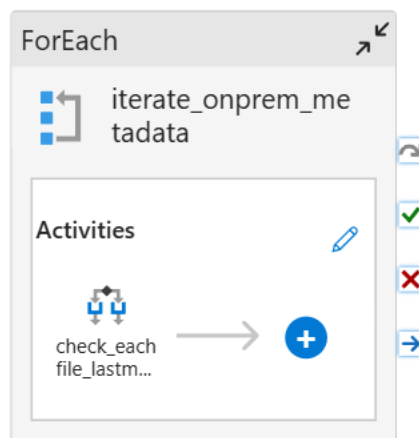 ForEach
iterate_onprem_me
tadata
Activities
check_each
file_lastm...